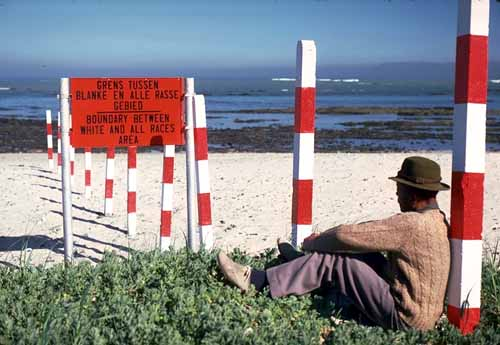 GRENS TUSSEN
BLANKE EN ALLE RASSE
GEBIED
BOUNDARY BETWEEN
WHITE AND ALL RACES
AREA